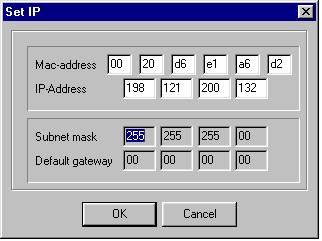 Set IP
Mac-address 00 20 d6 e1 a6 d2
IP-Address 198 121 200 132
Subnet mask 255 255 255 00
Default gateway 00 00 00 00
OK Cancel